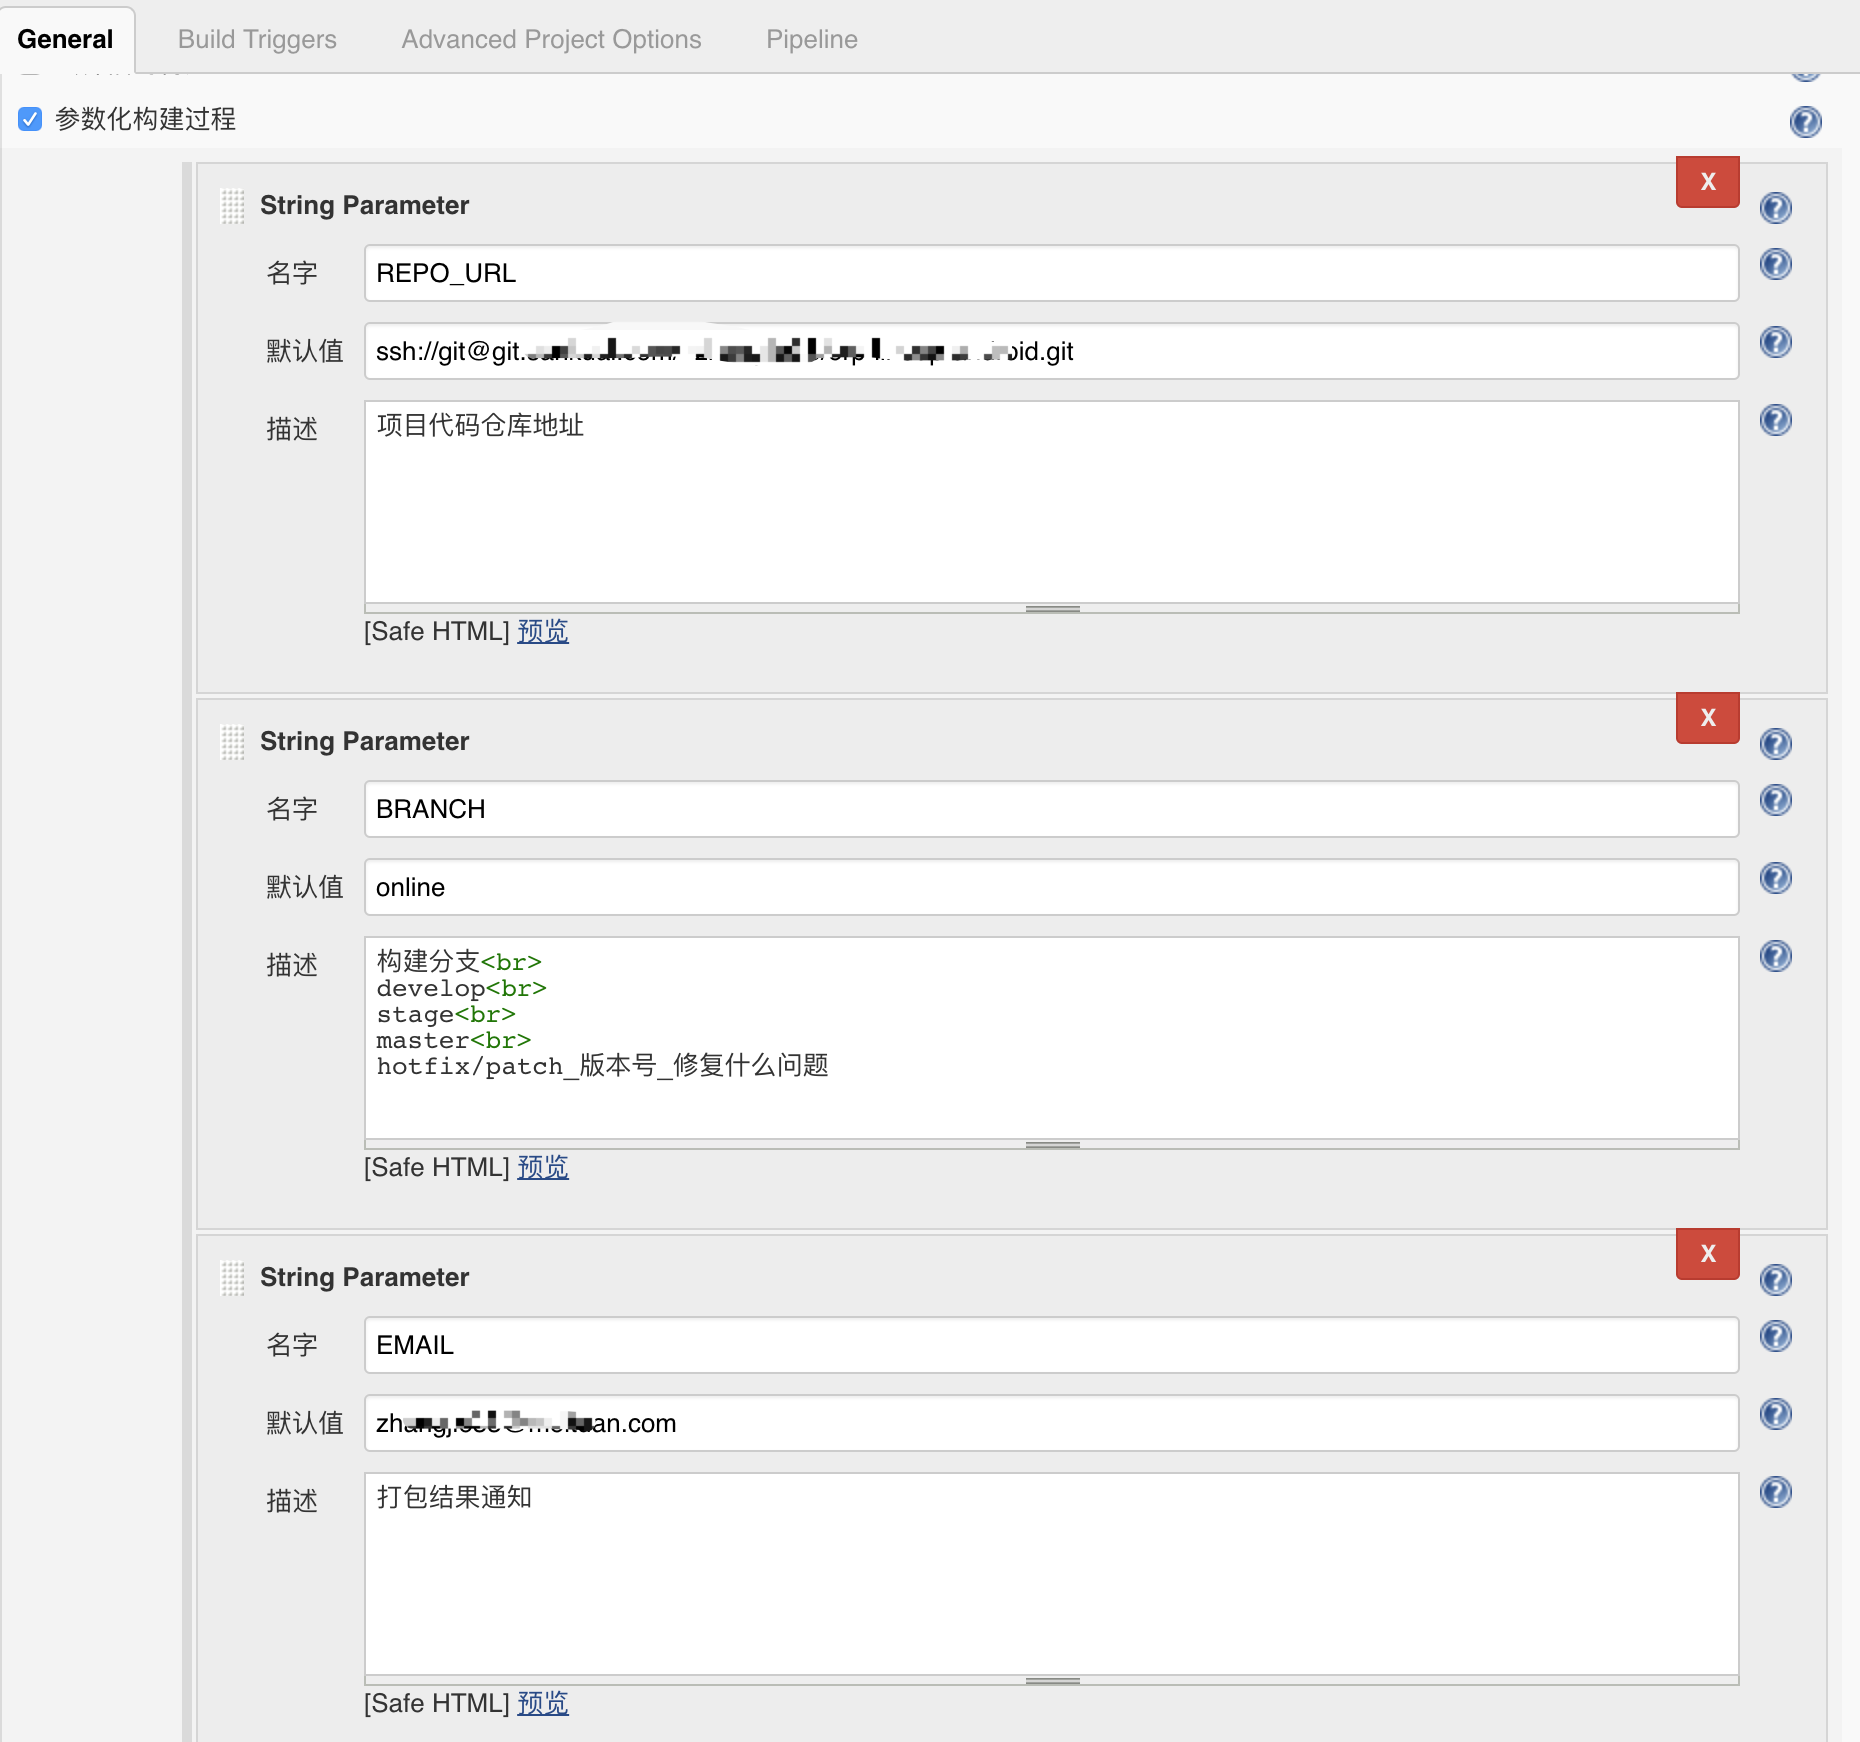 General Build Triggers Advanced Project Options Pipeline
参数化构建过程
X
String Parameter
名字 REPO_URL
默认值 ssh://git@git. oid.git
描述 项目代码仓库地址
[Safe HTML] 预览
X
String Parameter
名字 BRANCH
默认值 online
描述 构建分支<br>
develop<br>
stage<br>
master<br>
hotfix/patch_版本号_修复什么问题
[Safe HTML] 预览
X
String Parameter
名字 EMAIL
默认值 an.com
描述 打包结果通知
[Safe HTML] 预览